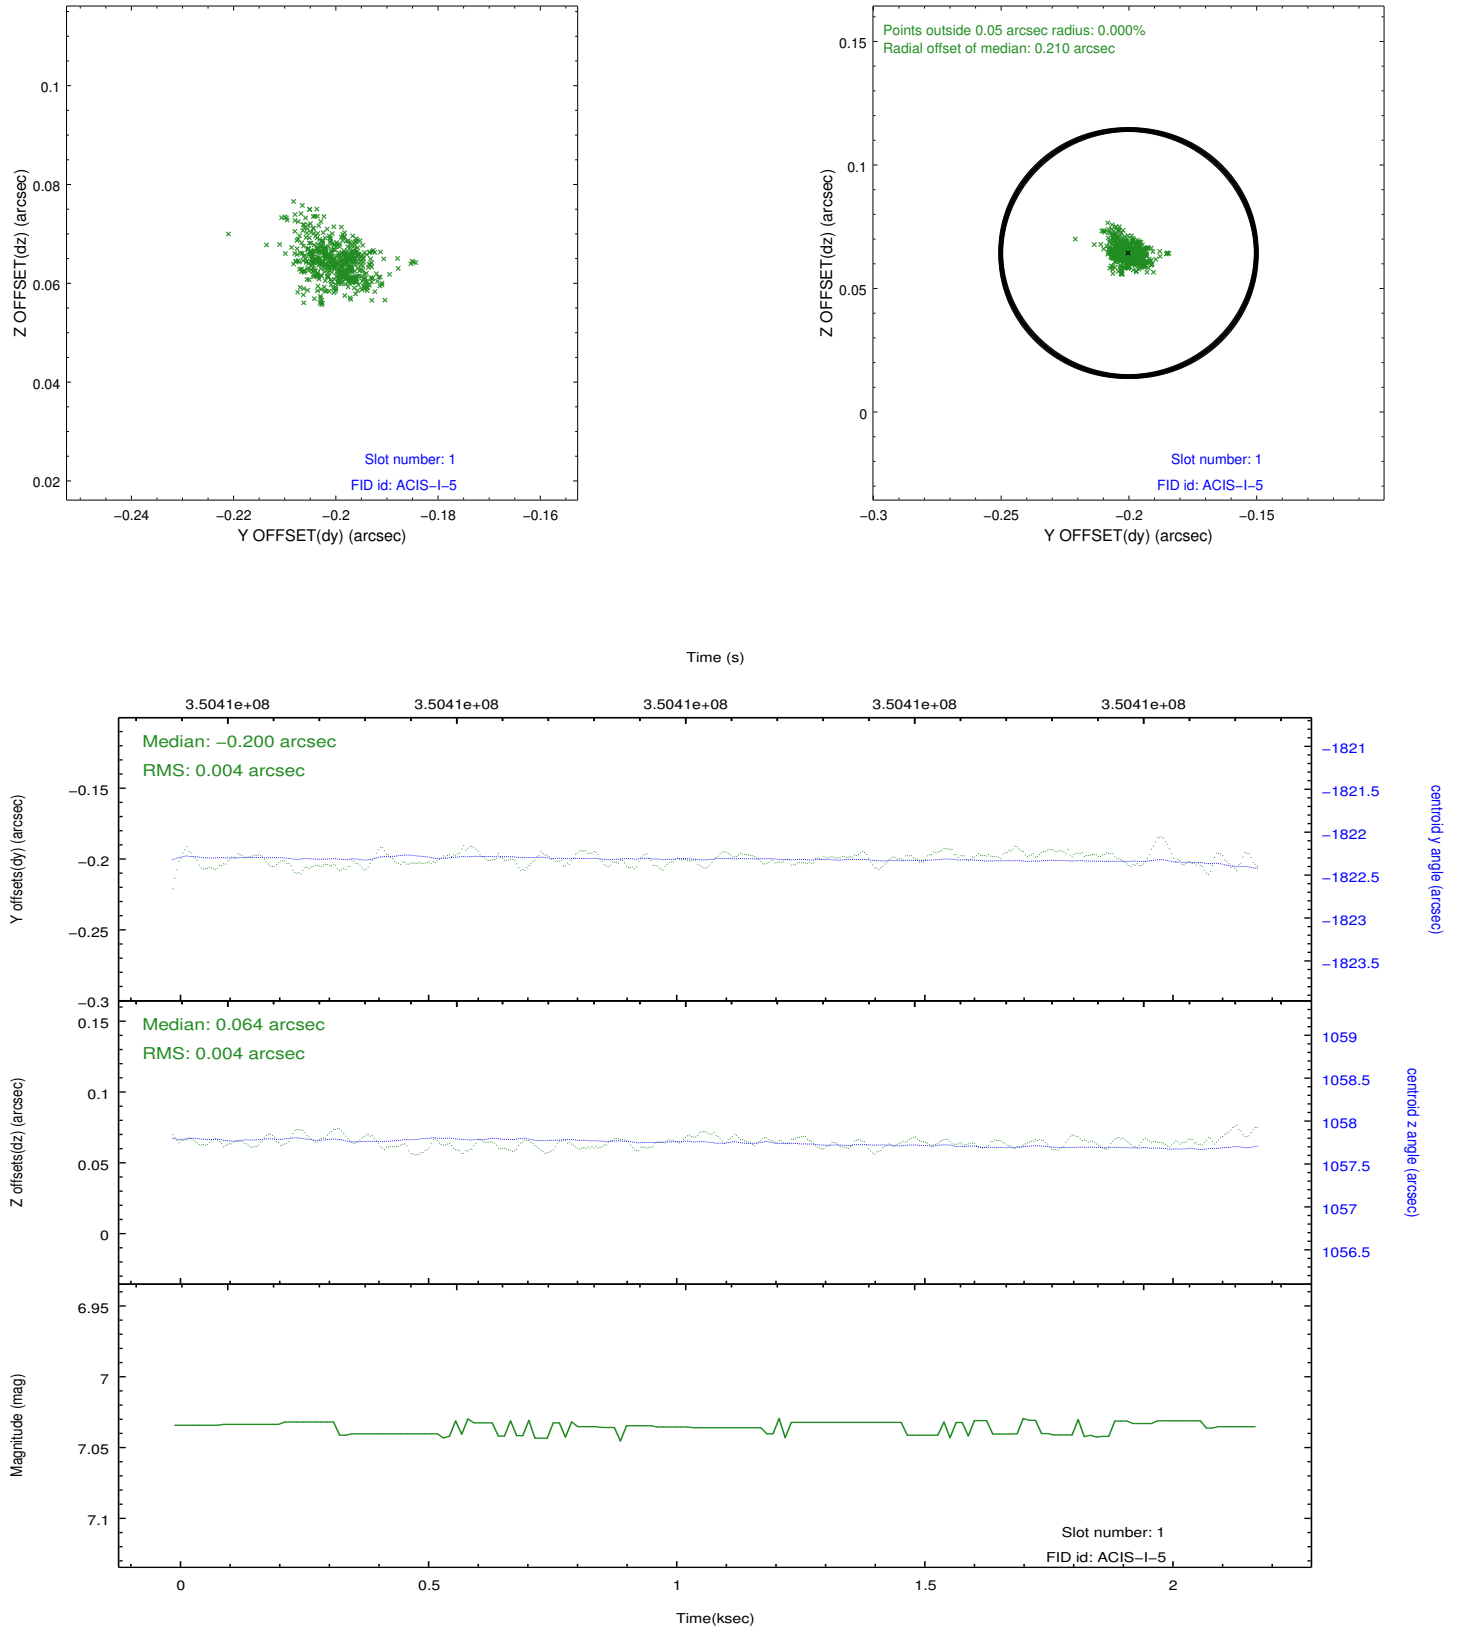 0.1
0.08
0.06
0.04
0.02
Z OFFSET(dz) (arcsec)
Slot number: 1
FID id: ACIS−I−5
−0.24 −0.22 −0.2 −0.18 −0.16
Y OFFSET(dy) (arcsec)
Points outside 0.05 arcsec radius: 0.000%
Radial offset of median: 0.210 arcsec
0.15
0.1
0.05
0
Z OFFSET(dz) (arcsec)
Slot number: 1
FID id: ACIS−I−5
−0.3 −0.25 −0.2 −0.15
Y OFFSET(dy) (arcsec)
Time (s)
3.5041e+08 3.5041e+08 3.5041e+08 3.5041e+08 3.5041e+08
Median: −0.200 arcsec
RMS: 0.004 arcsec
−0.15
−0.2
−0.25
−0.3
Y offsets(dy) (arcsec)
−1821
−1821.5
−1822
−1822.5
−1823
−1823.5
centroid y angle (arcsec)
Median: 0.064 arcsec
RMS: 0.004 arcsec
0.15
0.1
0.05
0
Z offsets(dz) (arcsec)
1059
1058.5
1058
1057.5
1057
1056.5
centroid z angle (arcsec)
6.95
7
7.05
7.1
Magnitude (mag)
Slot number: 1
FID id: ACIS−I−5
0 0.5 1 1.5 2
Time(ksec)